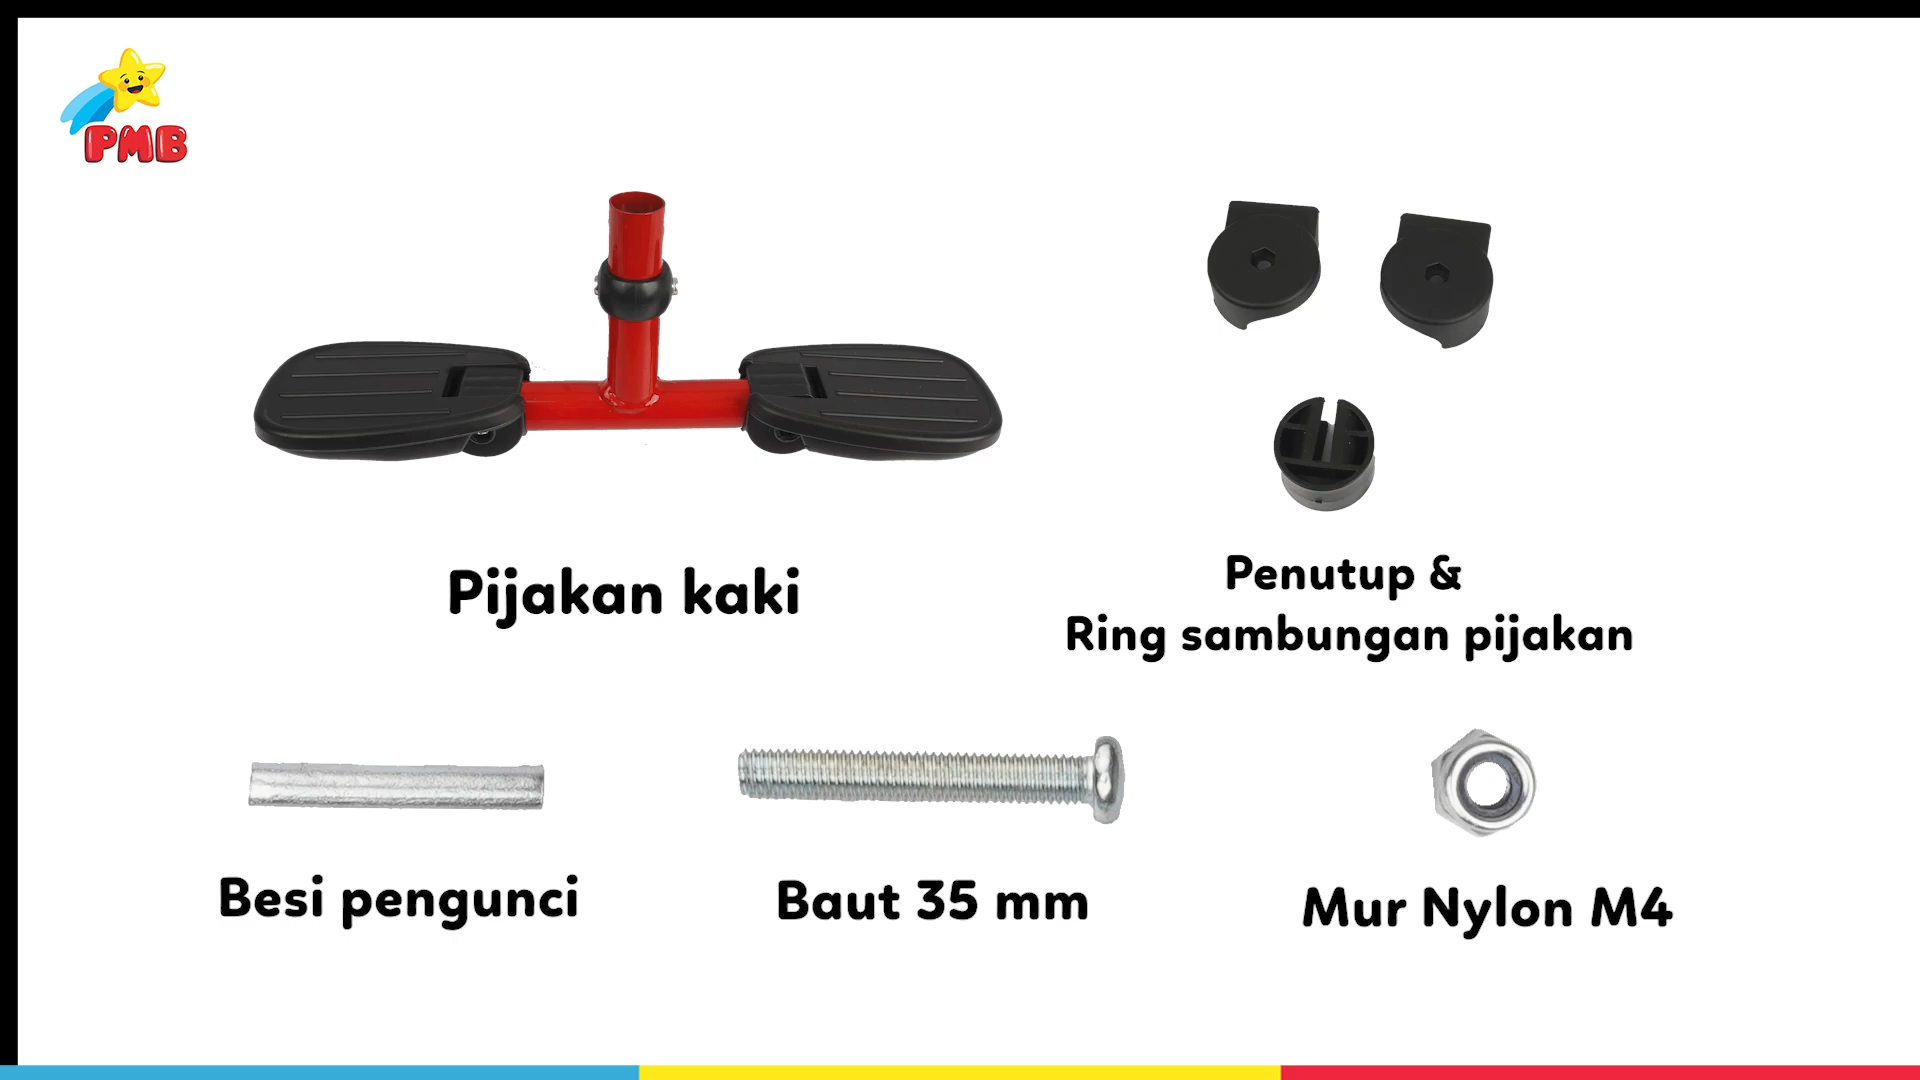 PMB
Pijakan kaki
Penutup &
Ring sambungan pijakan
Besi pengunci
Baut 35 mm
Mur Nylon M4